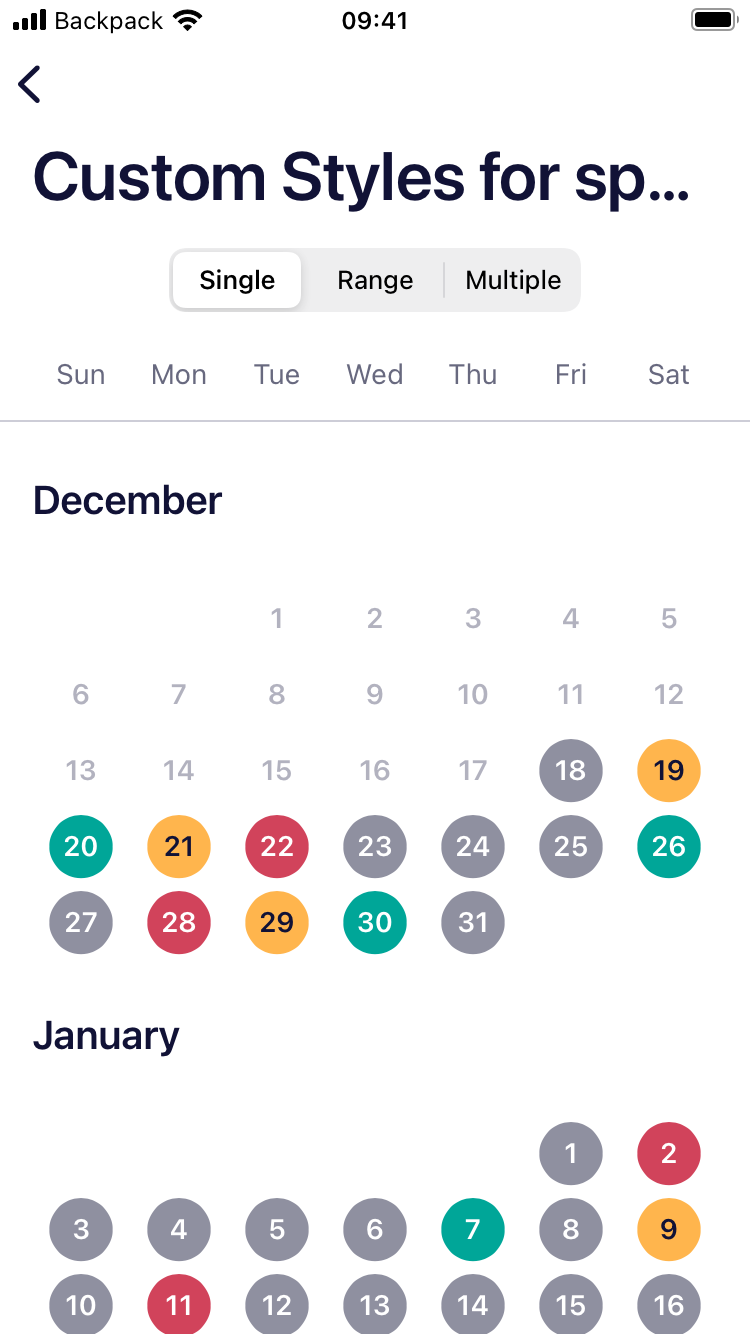 Backpack 09:41
Custom Styles for sp...
Single Range Multiple
Sun Mon Tue Wed Thu Fri Sat
December
1 2 3 4 5
6 7 8 9 10 11 12
13 14 15 16 17 18 19
20 21 22 23 24 25 26
27 28 29 30 31
January
1 2
3 4 5 6 7 8 9
10 11 12 13 14 15 16